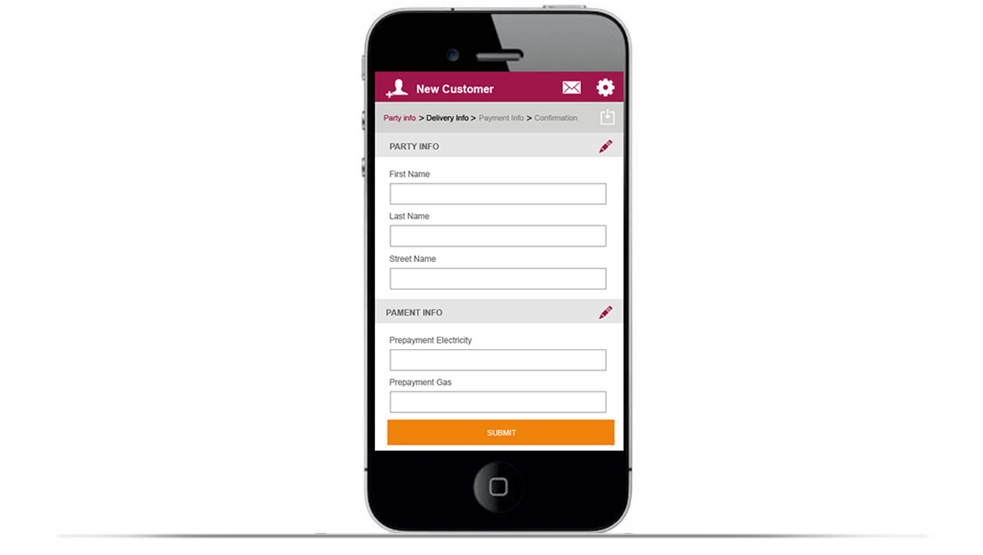 New Customer
Party info > Delivery Info > Payment Info > Confirmation
PARTY INFO
First Name
Last Name
Street Name
PAMENT INFO
Prepayment Electricity
Prepayment Gas
SUBMIT